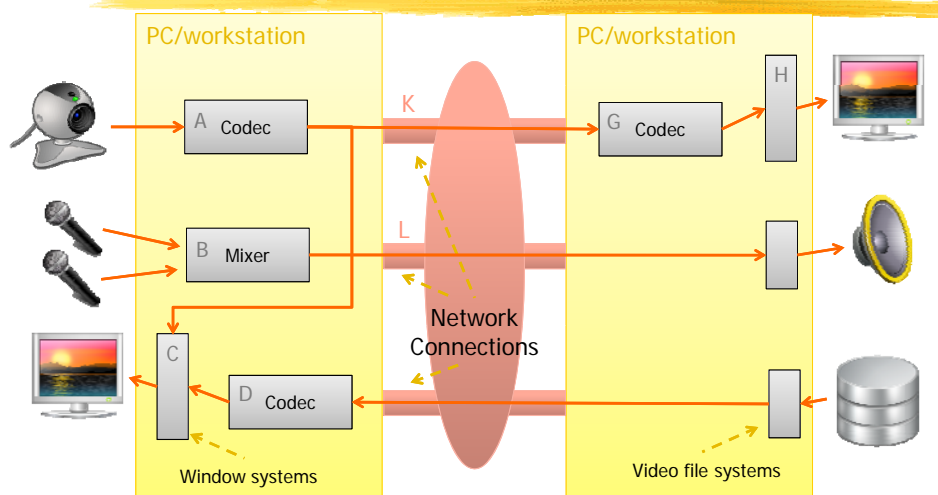 PC/workstation
PC/workstation
H
K
A Codec
G Codec
L
B Mixer
Network
Connections
C
D Codec
Window systems
Video file systems